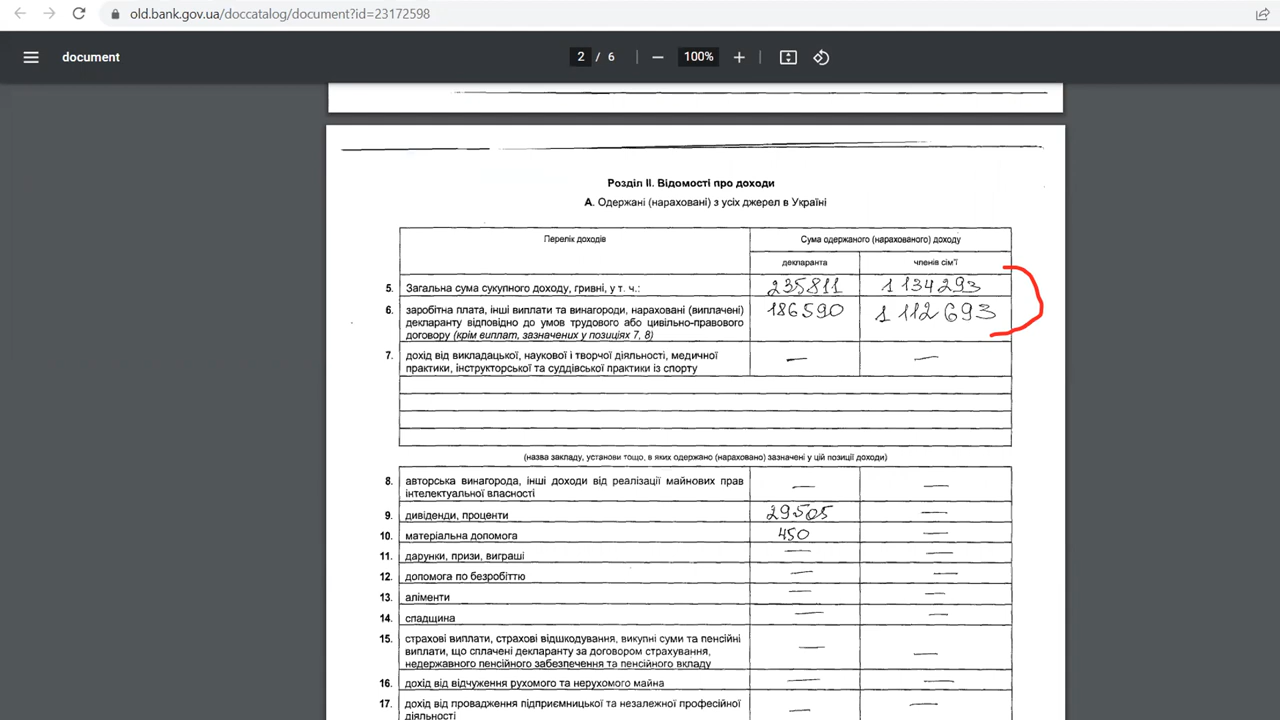 old.bank.gov.ua/doccatalog/document?id=23172598
document
2 / 6
100%
Розділ II. Відомості про доходи
А. Одержані (нараховані) з усіх джерел в Україні
Перелік доходів
Сума одержаного (нарахованого) доходу
декларанта
членів сім'ї
5. Загальна сума сукупного доходу, гривні, у т. ч.: 235811 1 134293
6. заробітна плата, інші виплати та винагороди, нараховані (виплачені) 186590 1 112 693
декларанту відповідно до умов трудового або цивільно-правового
договору (крім виплат, зазначених у позиціях 7, 8)
7. дохід від викладацької, наукової і творчої діяльності, медичної — —
практики, інструкторської та суддівської практики із спорту
(назва закладу, установи тощо, в яких одержано (нараховано) зазначені у цій позиції доходи)
8. авторська винагорода, інші доходи від реалізації майнових прав — —
інтелектуальної власності
9. дивіденди, проценти 29505 —
10. матеріальна допомога 450 —
11. дарунки, призи, виграші — —
12. допомога по безробіттю — —
13. аліменти — —
14. спадщина — —
15. страхові виплати, страхові відшкодування, викупні суми та пенсійні — —
виплати, що сплачені декларанту за договором страхування,
недержавного пенсійного забезпечення та пенсійного вкладу
16. дохід від відчуження рухомого та нерухомого майна — —
17. дохід від провадження підприємницької та незалежної професійної — —
діяльності